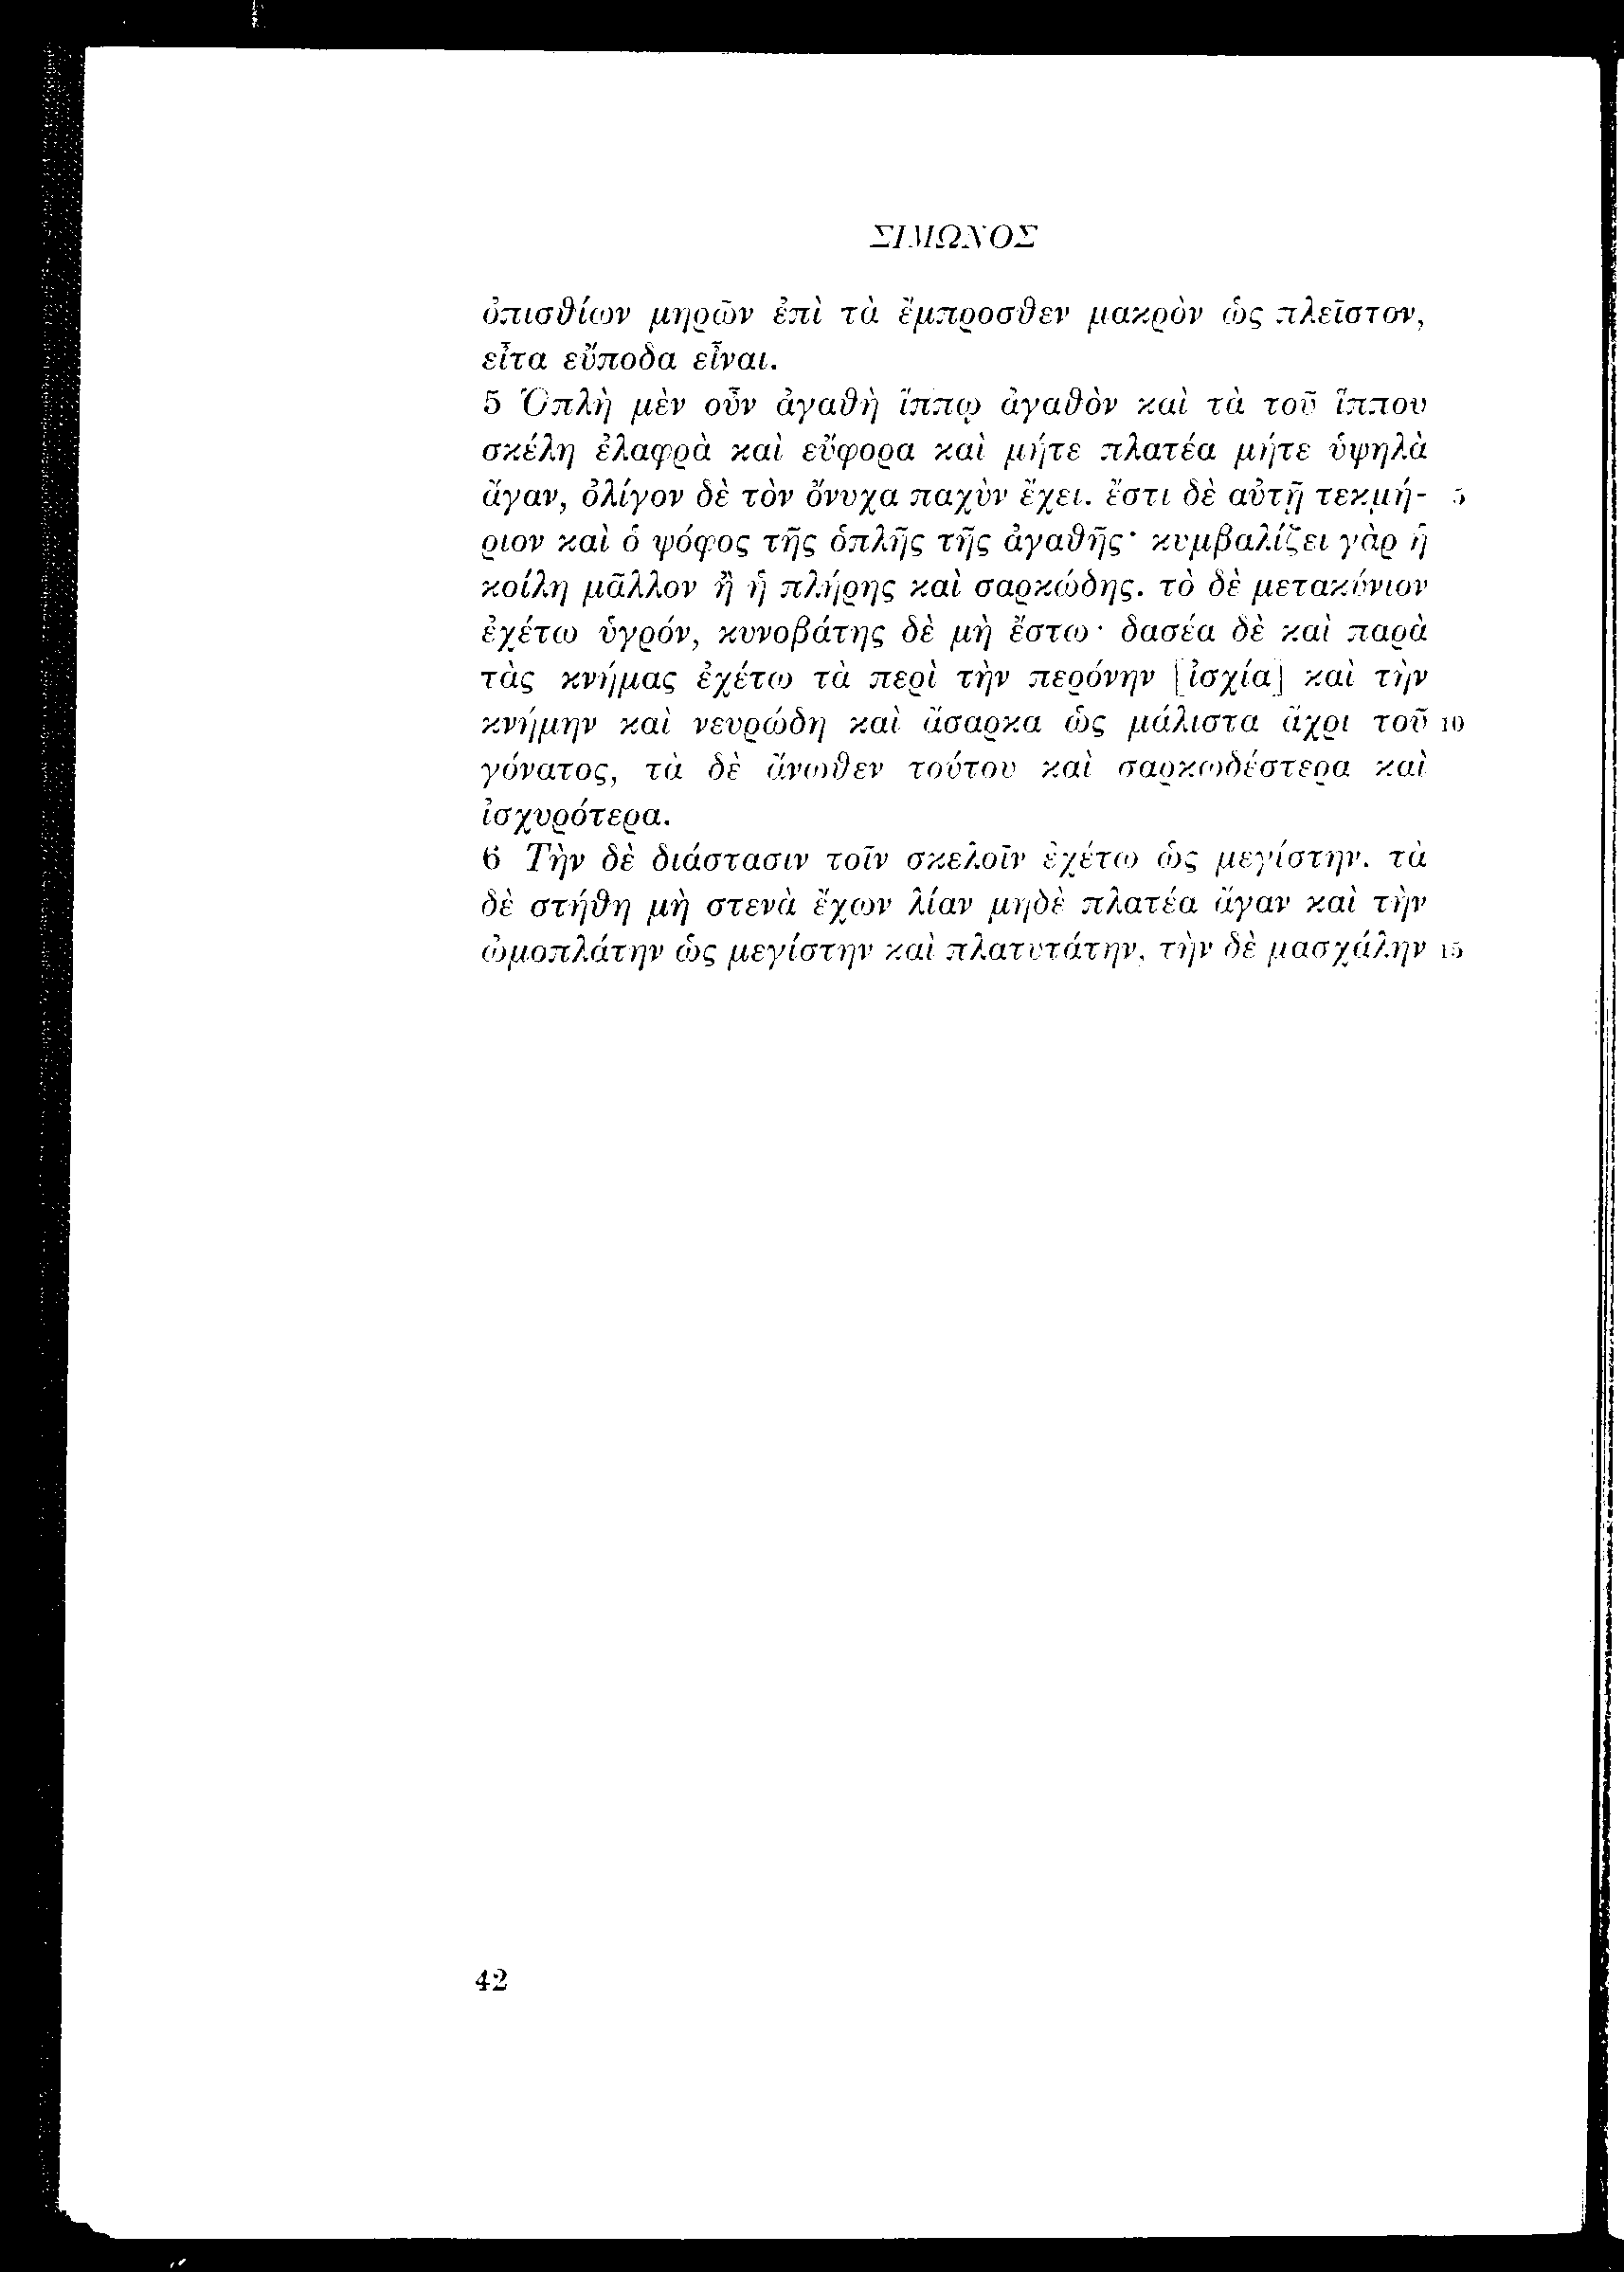 ΣΙΜΩΝΟΣ
ὀπισθίων μηρῶν ἐπὶ τὰ ἔμπροσθεν μακρὸν ὡς πλεῖστον,
εἶτα εὔποδα εἶναι.
5 Ὁπλὴ μὲν οὖν ἀγαθὴ ἵππῳ ἀγαθὸν καὶ τὰ τοῦ ἵππου
σκέλη ἐλαφρὰ καὶ εὔφορα καὶ μήτε πλατέα μήτε ὑψηλὰ
ἄγαν, ὀλίγον δὲ τὸν ὄνυχα παχὺν ἔχει. ἔστι δὲ αὐτῇ τεκμή- 5
ριον καὶ ὁ ψόφος τῆς ὁπλῆς τῆς ἀγαθῆς· κυμβαλίζει γὰρ ἡ
κοίλη μᾶλλον ἢ ἡ πλήρης καὶ σαρκώδης. τὸ δὲ μετακύνιον
ἐχέτω ὑγρόν, κυνοβάτης δὲ μὴ ἔστω· δασέα δὲ καὶ παρὰ
τὰς κνήμας ἐχέτω τὰ περὶ τὴν περόνην [ἰσχία] καὶ τὴν
κνήμην καὶ νευρώδη καὶ ἄσαρκα ὡς μάλιστα ἄχρι τοῦ 10
γόνατος, τὰ δὲ ἄνωθεν τούτου καὶ σαρκωδέστερα καὶ
ἰσχυρότερα.
6 Τὴν δὲ διάστασιν τοῖν σκελοῖν ἐχέτω ὡς μεγίστην. τὰ
δὲ στήθη μὴ στενὰ ἔχων λίαν μηδὲ πλατέα ἄγαν καὶ τὴν
ὠμοπλάτην ὡς μεγίστην καὶ πλατυτάτην, τὴν δὲ μασχάλην 15
42